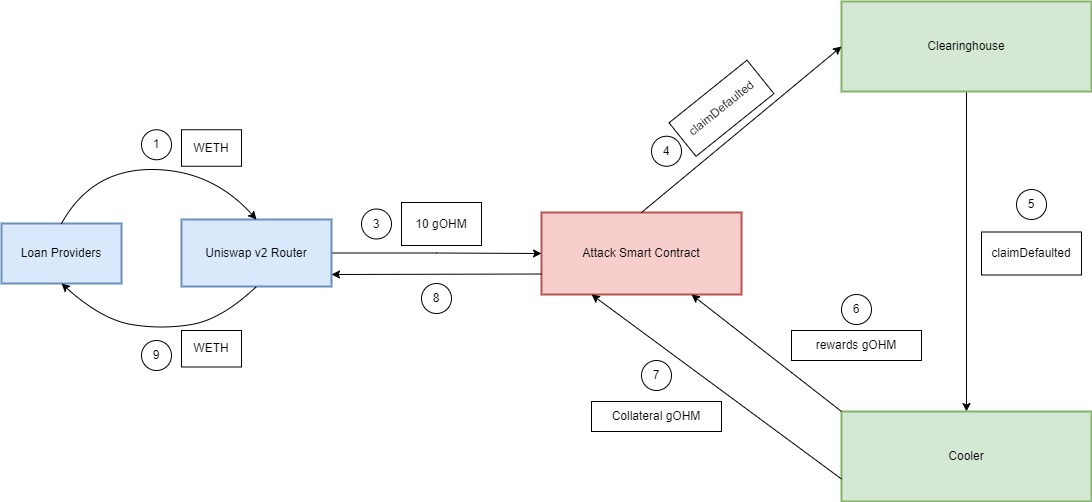 Clearinghouse
claimDefaulted
4
1
WETH
5
3
10 gOHM
Loan Providers
Uniswap v2 Router
Attack Smart Contract
claimDefaulted
8
6
rewards gOHM
9
WETH
7
Collateral gOHM
Cooler